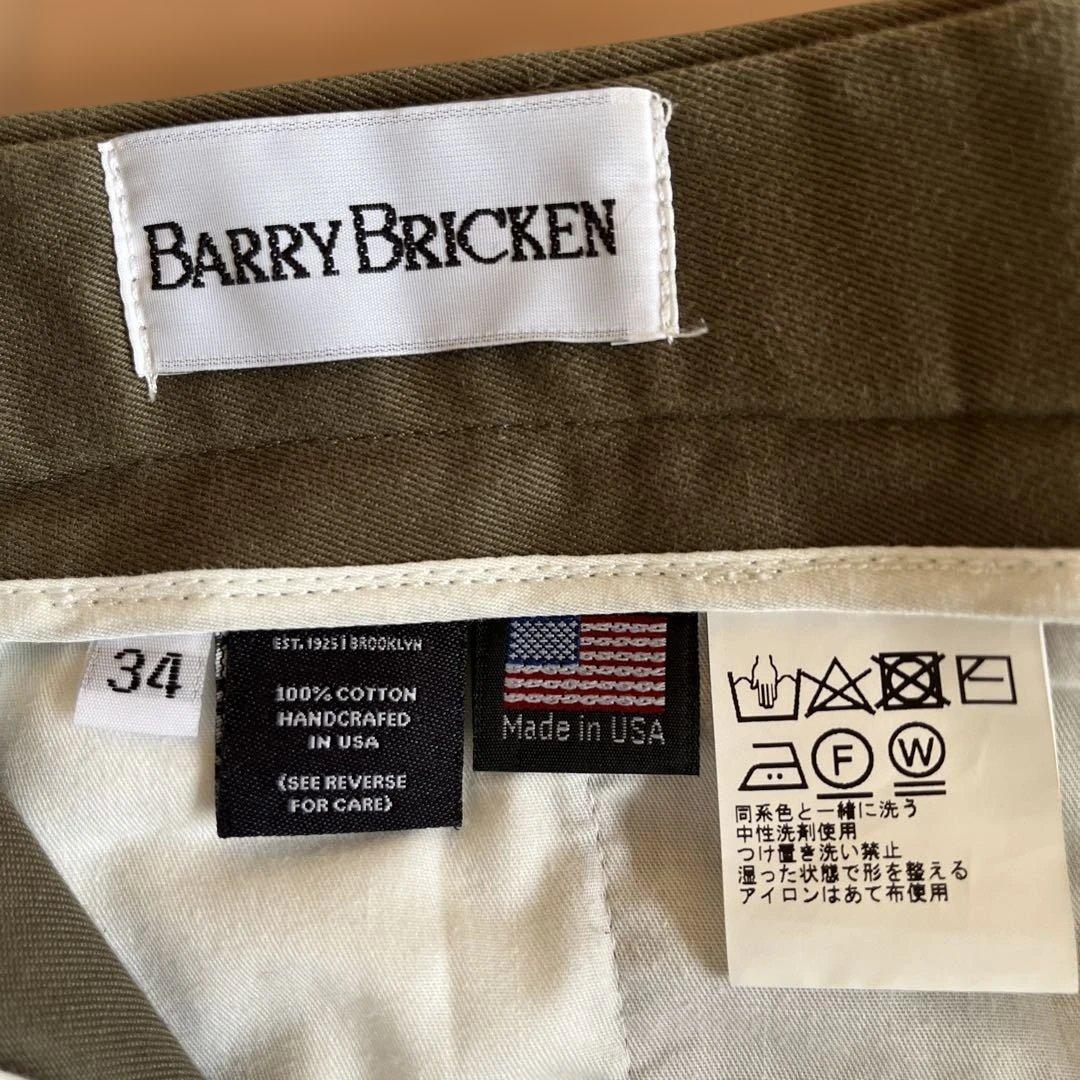 BARRY BRICKEN
34
EST. 1925 | BROOKLYN
100% COTTON
HANDCRAFED
IN USA
(SEE REVERSE
FOR CARE)
Made in USA
F
W
同系色と一緒に洗う
中性洗剤使用
つけ置き洗い禁止
湿った状態で形を整える
アイロンはあて布使用